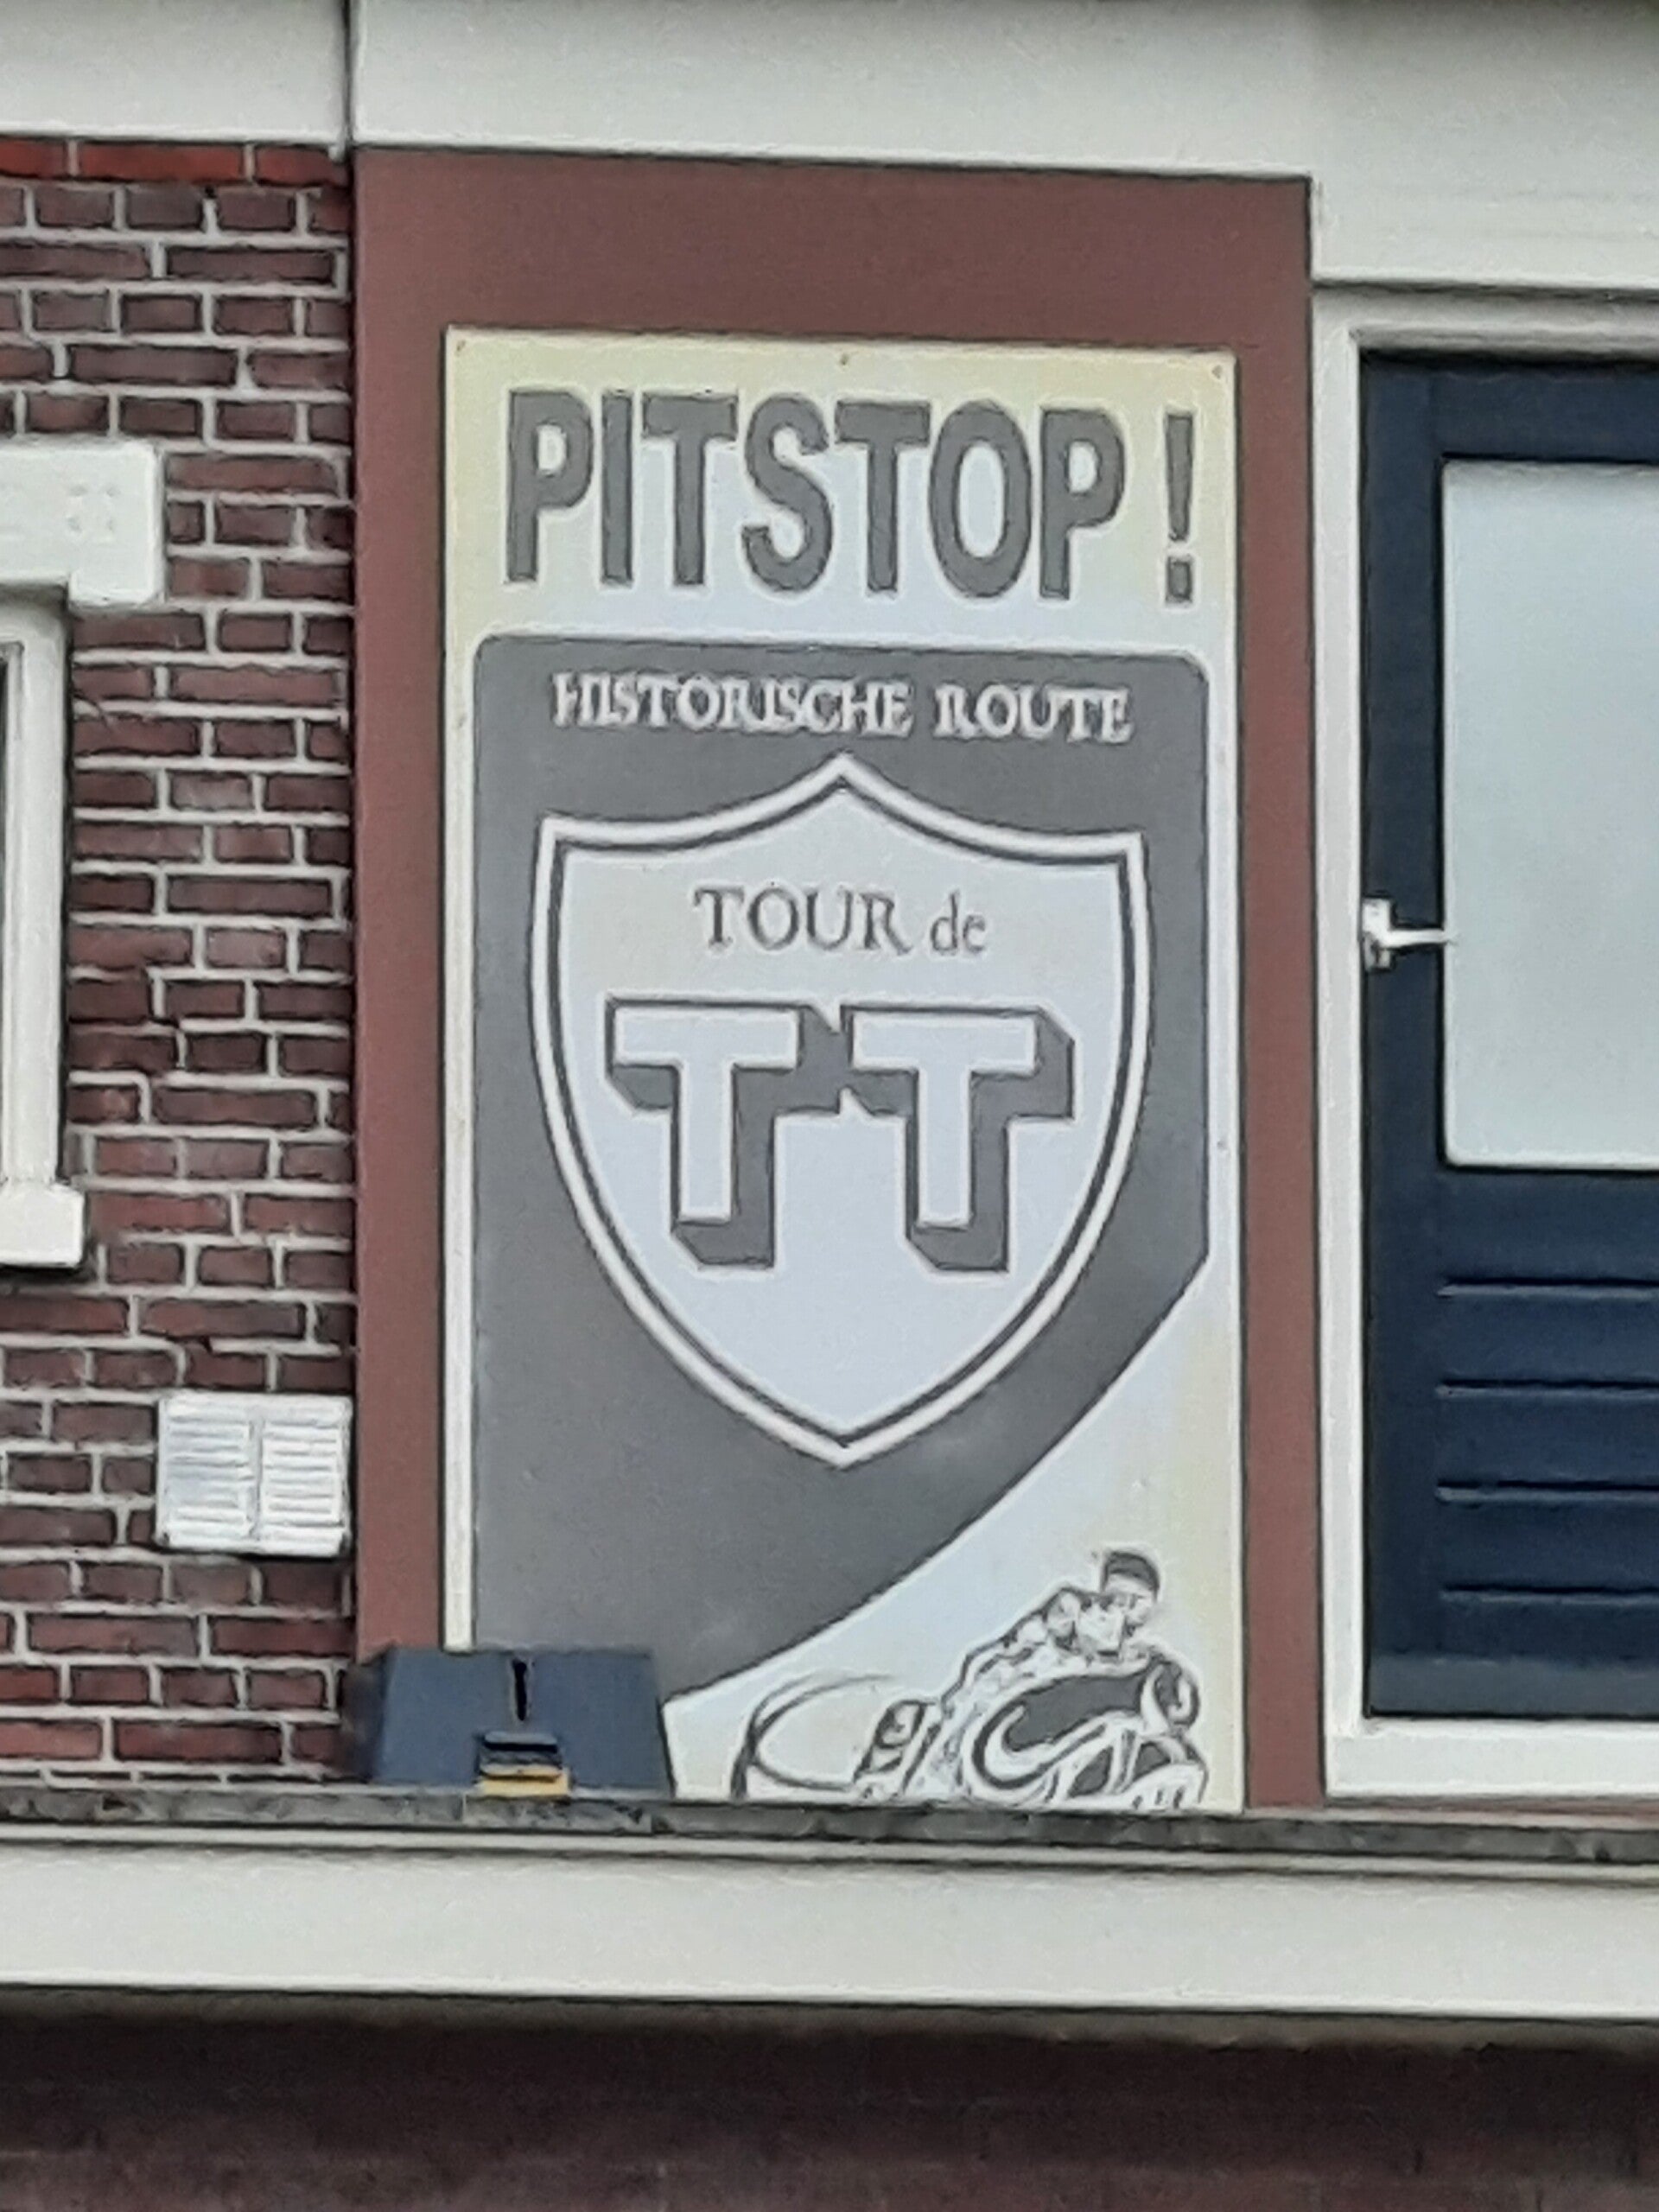 PITSTOP !
HISTORISCHE ROUTE
TOUR de
TT